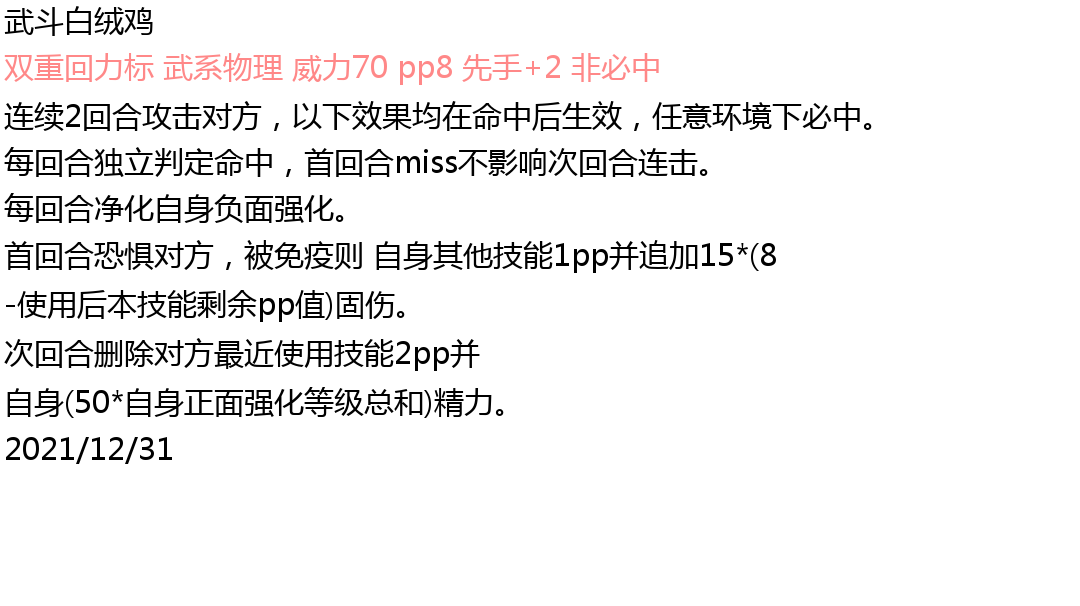 武斗白绒鸡
双重回力标 武系物理 威力70 pp8 先手+2 非必中
连续2回合攻击对方，以下效果均在命中后生效，任意环境下必中。
每回合独立判定命中，首回合miss不影响次回合连击。
每回合净化自身负面强化。
首回合恐惧对方，被免疫则 自身其他技能1pp并追加15*(8
-使用后本技能剩余pp值)固伤。
次回合删除对方最近使用技能2pp并
自身(50*自身正面强化等级总和)精力。
2021/12/31